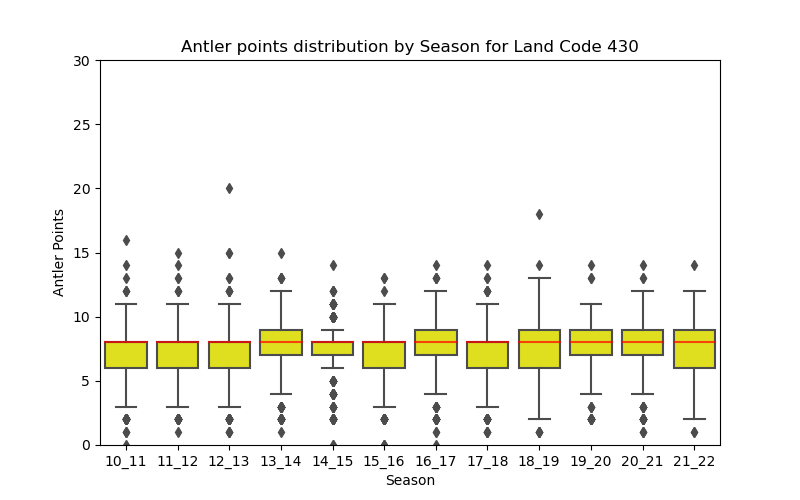 Antler points distribution by Season for Land Code 430
30
25
20
15
10
5
0
Antler Points
10_11 11_12 12_13 13_14 14_15 15_16 16_17 17_18 18_19 19_20 20_21 21_22
Season